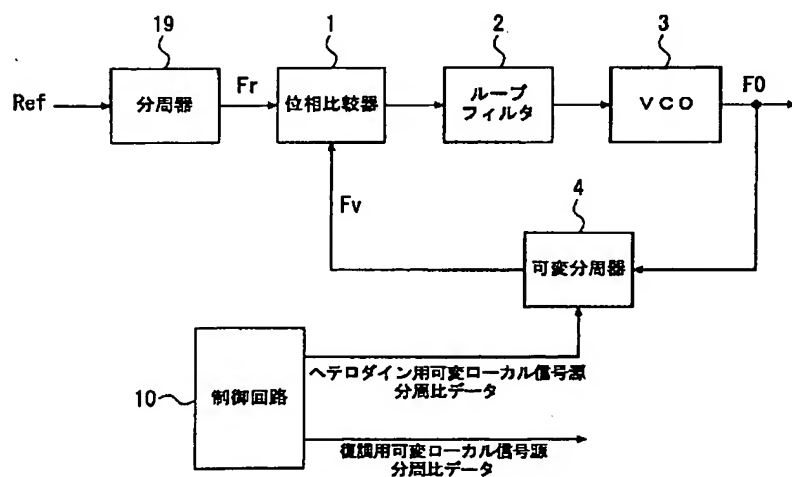 19
1
2
3
Ref
分周器
Fr
位相比較器
ループ
フィルタ
VCO
F0
Fv
4
可変分周器
10
制御回路
ヘテロダイン用可変ローカル信号源
分周比データ
復調用可変ローカル信号源
分周比データ